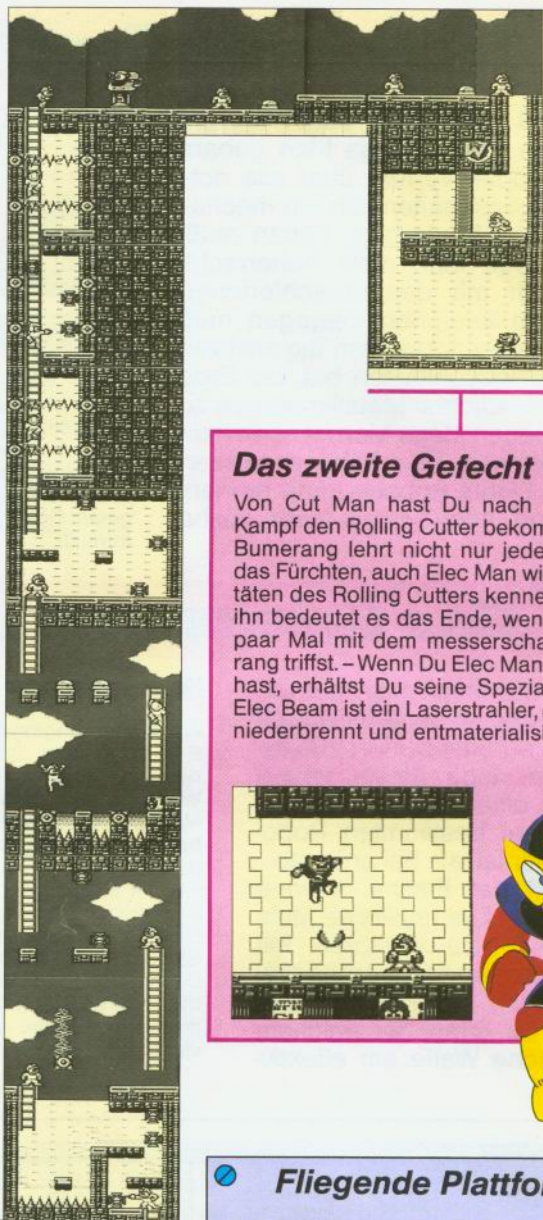 Das zweite Gefecht
Von Cut Man hast Du nach
Kampf den Rolling Cutter bekom
Bumerang lehrt nicht nur jede
das Fürchten, auch Elec Man wi
täten des Rolling Cutters kenne
ihn bedeutet es das Ende, wen
paar Mal mit dem messerscha
rang triffst. – Wenn Du Elec Man
hast, erhältst Du seine Spezia
Elec Beam ist ein Laserstrahler,
niederbrennt und entmaterialisi
WPN
Fliegende Plattfor